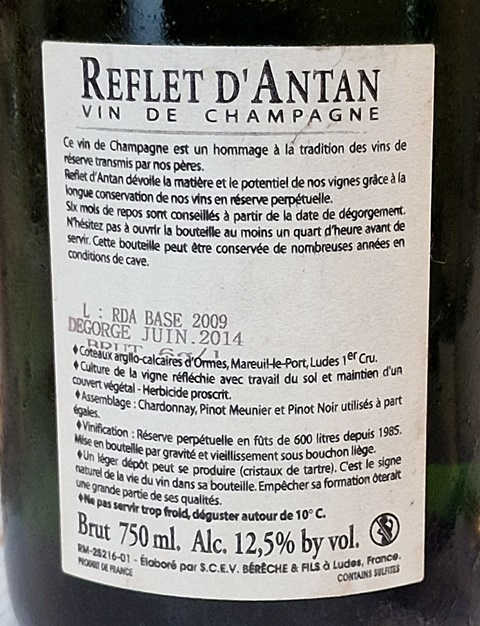 REFLET D'ANTAN
VIN DE CHAMPAGNE
Ce vin de Champagne est un hommage à la tradition des vins de
réserve transmis par nos pères.
Reflet d'Antan dévoile la matière et le potentiel de nos vignes grâce à la
longue conservation de nos vins en réserve perpétuelle.
Six mois de repos sont conseillés à partir de la date de dégorgement.
N'hésitez pas à ouvrir la bouteille au moins un quart d'heure avant de
servir. Cette bouteille peut être conservée de nombreuses années en
conditions de cave.
L : RDA BASE 2009
DEGORGE JUIN.2014
BRUT
♦Coteaux argilo-calcaires d'Ormes, Mareuil-le-Port, Ludes 1er Cru.
♦Culture de la vigne réfléchie avec travail du sol et maintien d'un
couvert végétal - Herbicide proscrit.
♦Assemblage : Chardonnay, Pinot Meunier et Pinot Noir utilisés à part
égales.
♦Vinification : Réserve perpétuelle en fûts de 600 litres depuis 1985.
Mise en bouteille par gravité et vieillissement sous bouchon liège.
♦Un léger dépôt peut se produire (cristaux de tartre). C'est le signe
naturel de la vie du vin dans sa bouteille. Empêcher sa formation ôterait
une grande partie de ses qualités.
♦Ne pas servir trop froid, déguster autour de 10° C.
Brut 750 ml. Alc. 12,5% by vol.
RM-25216-01 - Élaboré par S.C.E.V. BÉRÊCHE & FILS à Ludes, France.
PRODUIT DE FRANCE CONTAINS SULFITES